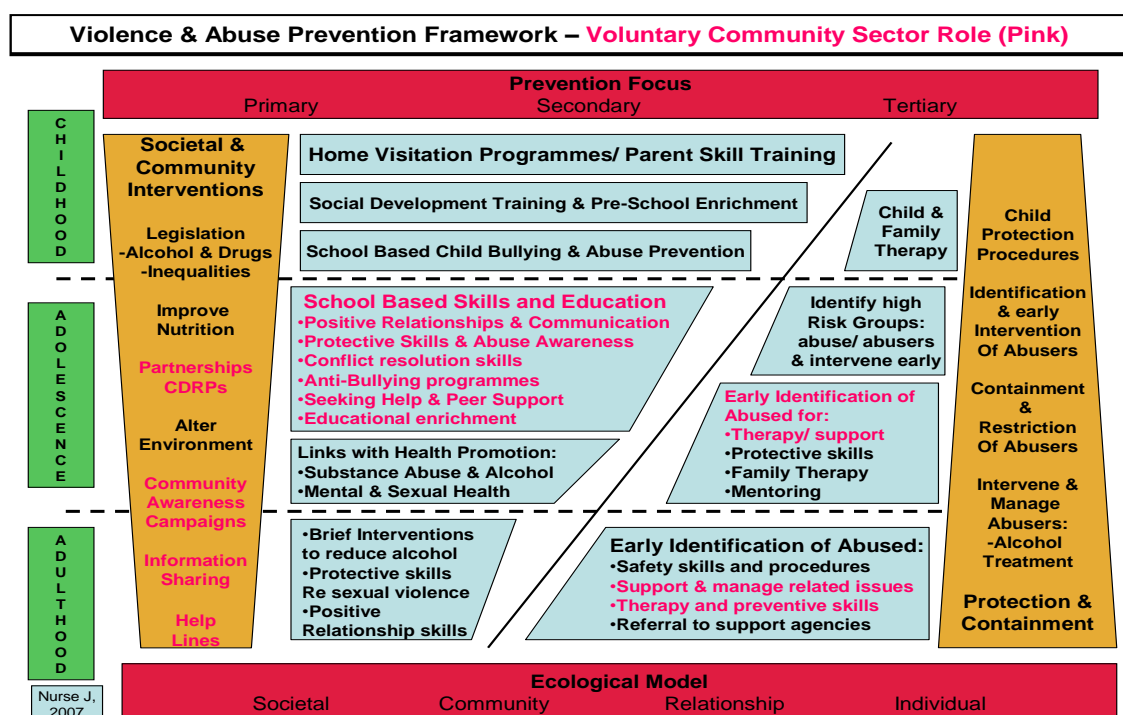 Violence & Abuse Prevention Framework – Voluntary Community Sector Role (Pink)
Prevention Focus
Primary Secondary Tertiary
CHILDHOOD
Societal &
Community
Interventions
Legislation
-Alcohol & Drugs
-Inequalities
Improve
Nutrition
Partnerships
CDRPs
Alter
Environment
Community
Awareness
Campaigns
Information
Sharing
Help
Lines
Home Visitation Programmes/ Parent Skill Training
Social Development Training & Pre-School Enrichment
School Based Child Bullying & Abuse Prevention
Child &
Family
Therapy
Child
Protection
Procedures
Identification
& early
Intervention
Of Abusers
Containment
&
Restriction
Of Abusers
Intervene &
Manage
Abusers:
-Alcohol
Treatment
Protection &
Containment
ADOLESCENCE
School Based Skills and Education
•Positive Relationships & Communication
•Protective Skills & Abuse Awareness
•Conflict resolution skills
•Anti-Bullying programmes
•Seeking Help & Peer Support
•Educational enrichment
Links with Health Promotion:
•Substance Abuse & Alcohol
•Mental & Sexual Health
Identify high
Risk Groups:
abuse/ abusers
& intervene early
Early Identification of
Abused for:
•Therapy/ support
•Protective skills
•Family Therapy
•Mentoring
ADULTHOOD
•Brief Interventions
to reduce alcohol
•Protective skills
Re sexual violence
•Positive
Relationship skills
Early Identification of Abused:
•Safety skills and procedures
•Support & manage related issues
•Therapy and preventive skills
•Referral to support agencies
Nurse J,
2007
Ecological Model
Societal Community Relationship Individual